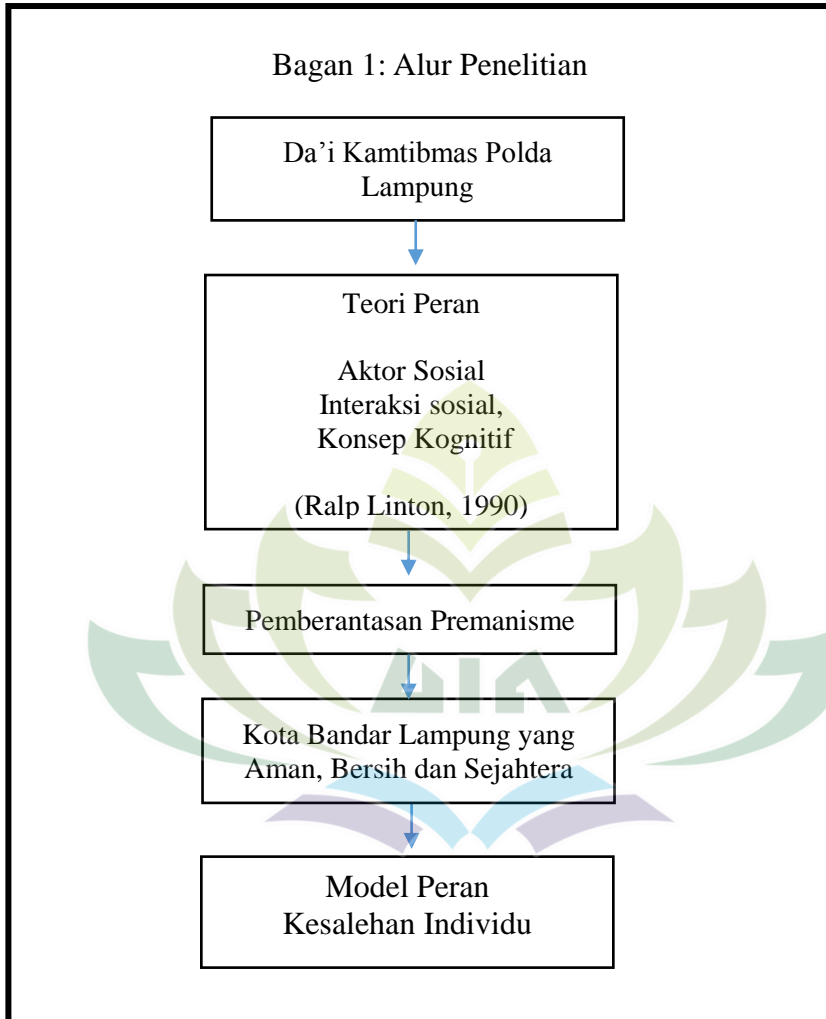 Bagan 1: Alur Penelitian
Da’i Kamtibmas Polda
Lampung
Teori Peran
Aktor Sosial
Interaksi sosial,
Konsep Kognitif
(Ralp Linton, 1990)
Pemberantasan Premanisme
UIN
Kota Bandar Lampung yang
Aman, Bersih dan Sejahtera
Model Peran
Kesalehan Individu